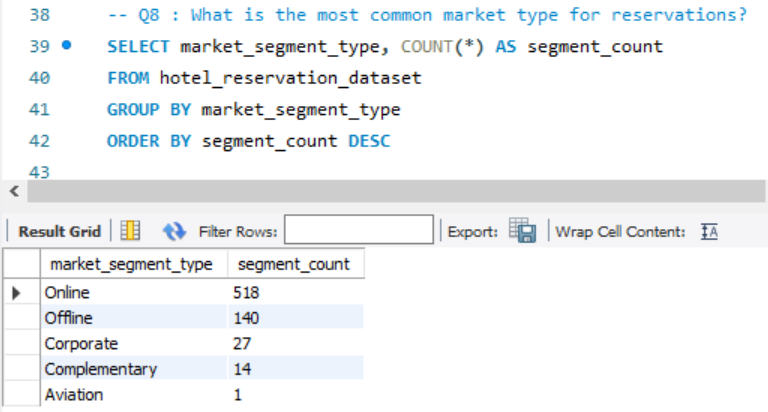 38 -- Q8 : What is the most common market type for reservations?
39 SELECT market_segment_type, COUNT(*) AS segment_count
40 FROM hotel_reservation_dataset
41 GROUP BY market_segment_type
42 ORDER BY segment_count DESC
43
Result Grid Filter Rows: Export: Wrap Cell Content: IA
market_segment_type segment_count
Online 518
Offline 140
Corporate 27
Complementary 14
Aviation 1